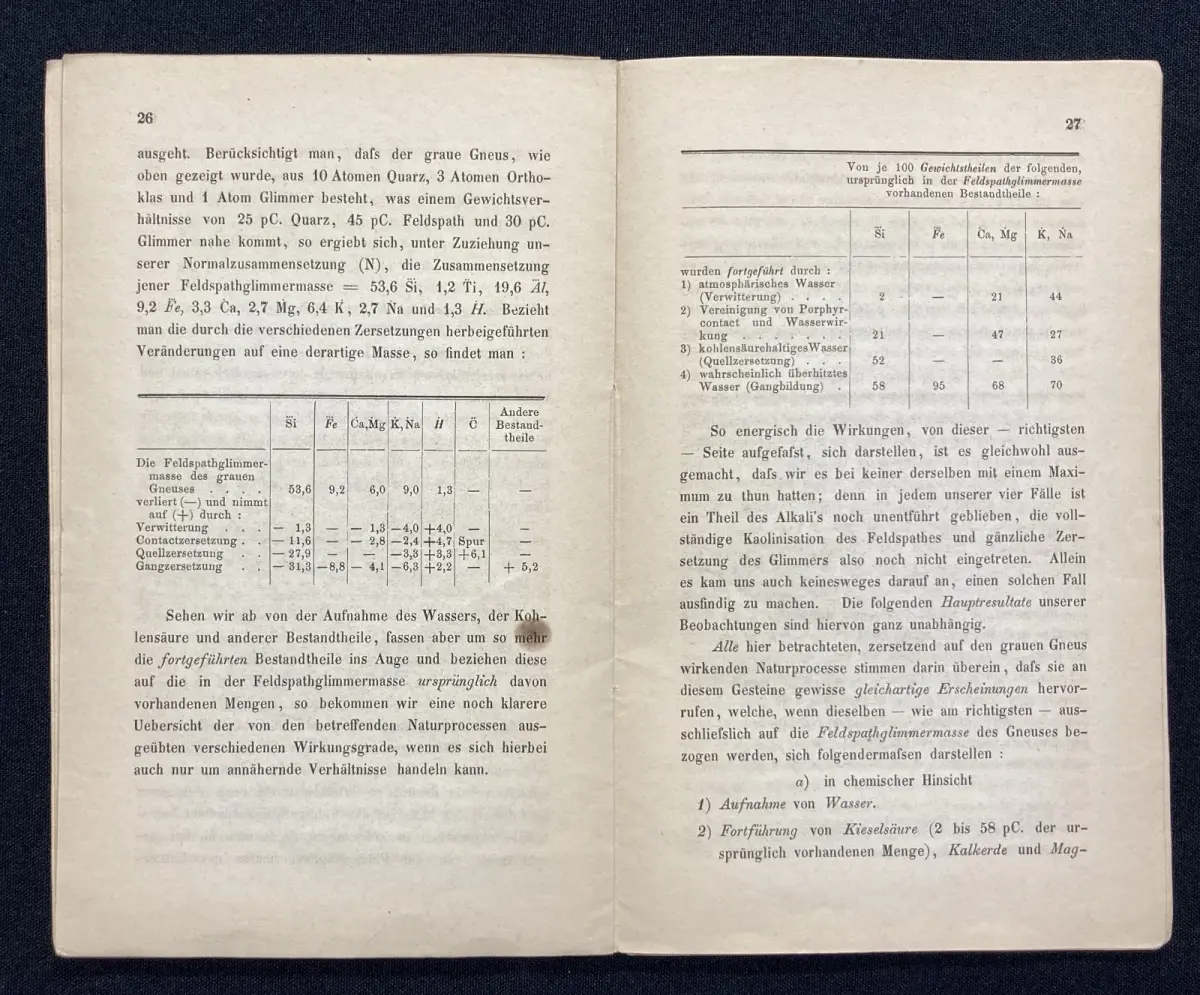 26
ausgeht. Berücksichtigt man, dafs der graue Gneus, wie
oben gezeigt wurde, aus 10 Atomen Quarz, 3 Atomen Ortho-
klas und 1 Atom Glimmer besteht, was einem Gewichtsver-
hältnisse von 25 pC. Quarz, 45 pC. Feldspath und 30 pC.
Glimmer nahe kommt, so ergiebt sich, unter Zuziehung un-
serer Normalzusammensetzung (N), die Zusammensetzung
jener Feldspathglimmermasse = 53,6 S̈i, 1,2 T̈i, 19,6 Äl,
9,2 F̈e, 3,3 Ċa, 2,7 Ṁg, 6,4 K̇, 2,7 Ṅa und 1,3 Ḣ. Bezieht
man die durch die verschiedenen Zersetzungen herbeigeführten
Veränderungen auf eine derartige Masse, so findet man :
S̈i F̈e Ċa,Ṁg K̇,Ṅa Ḣ C̈ Andere
Bestand-
theile
Die Feldspathglimmer-
masse des grauen
Gneuses . . . . 53,6 9,2 6,0 9,0 1,3 — —
verliert (—) und nimmt
auf (+) durch :
Verwitterung . . . — 1,3 — — 1,3 —4,0 +4,0 — —
Contactzersetzung . . — 11,6 — — 2,8 —2,4 +4,7 Spur —
Quellzersetzung . . — 27,9 — — —3,3 +3,3 +6,1 —
Gangzersetzung . . — 31,3 —8,8 — 4,1 —6,3 +2,2 — + 5,2
Sehen wir ab von der Aufnahme des Wassers, der Koh-
lensäure und anderer Bestandtheile, fassen aber um so mehr
die fortgeführten Bestandtheile ins Auge und beziehen diese
auf die in der Feldspathglimmermasse ursprünglich davon
vorhandenen Mengen, so bekommen wir eine noch klarere
Uebersicht der von den betreffenden Naturprocessen aus-
geübten verschiedenen Wirkungsgrade, wenn es sich hierbei
auch nur um annähernde Verhältnisse handeln kann.
27
Von je 100 Gewichtstheilen der folgenden,
ursprünglich in der Feldspathglimmermasse
vorhandenen Bestandtheile :
S̈i F̈e Ċa, Ṁg K̇, Ṅa
wurden fortgeführt durch :
1) atmosphärisches Wasser
(Verwitterung) . . . . 2 — 21 44
2) Vereinigung von Porphyr-
contact und Wasserwir-
kung . . . . . . . 21 — 47 27
3) kohlensäurehaltigesWasser
(Quellzersetzung) . . . 52 — — 36
4) wahrscheinlich überhitztes
Wasser (Gangbildung) . 58 95 68 70
So energisch die Wirkungen, von dieser — richtigsten
— Seite aufgefafst, sich darstellen, ist es gleichwohl aus-
gemacht, dafs wir es bei keiner derselben mit einem Maxi-
mum zu thun hatten; denn in jedem unserer vier Fälle ist
ein Theil des Alkali's noch unentführt geblieben, die voll-
ständige Kaolinisation des Feldspathes und gänzliche Zer-
setzung des Glimmers also noch nicht eingetreten. Allein
es kam uns auch keinesweges darauf an, einen solchen Fall
ausfindig zu machen. Die folgenden Hauptresultate unserer
Beobachtungen sind hiervon ganz unabhängig.
Alle hier betrachteten, zersetzend auf den grauen Gneus
wirkenden Naturprocesse stimmen darin überein, dafs sie an
diesem Gesteine gewisse gleichartige Erscheinungen hervor-
rufen, welche, wenn dieselben — wie am richtigsten — aus-
schliefslich auf die Feldspathglimmermasse des Gneuses be-
zogen werden, sich folgendermafsen darstellen :
a) in chemischer Hinsicht
1) Aufnahme von Wasser.
2) Fortführung von Kieselsäure (2 bis 58 pC. der ur-
sprünglich vorhandenen Menge), Kalkerde und Mag-